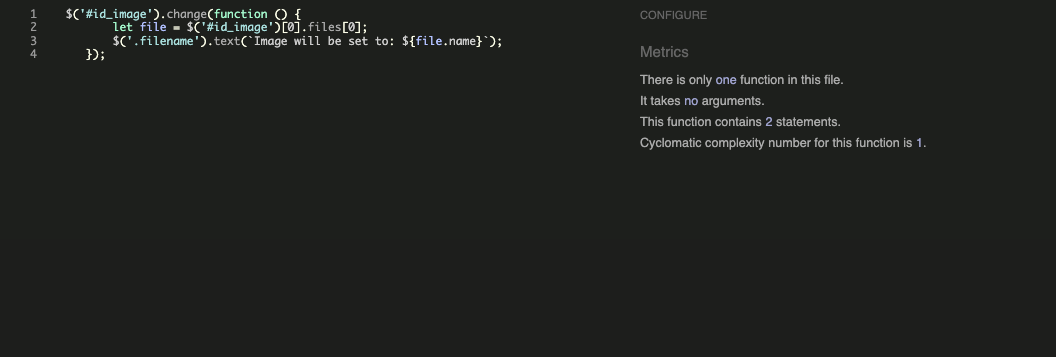 1 $('#id_image').change(function () {
2 let file = $('#id_image')[0].files[0];
3 $('.filename').text(`Image will be set to: ${file.name}`);
4 });
CONFIGURE
Metrics
There is only one function in this file.
It takes no arguments.
This function contains 2 statements.
Cyclomatic complexity number for this function is 1.